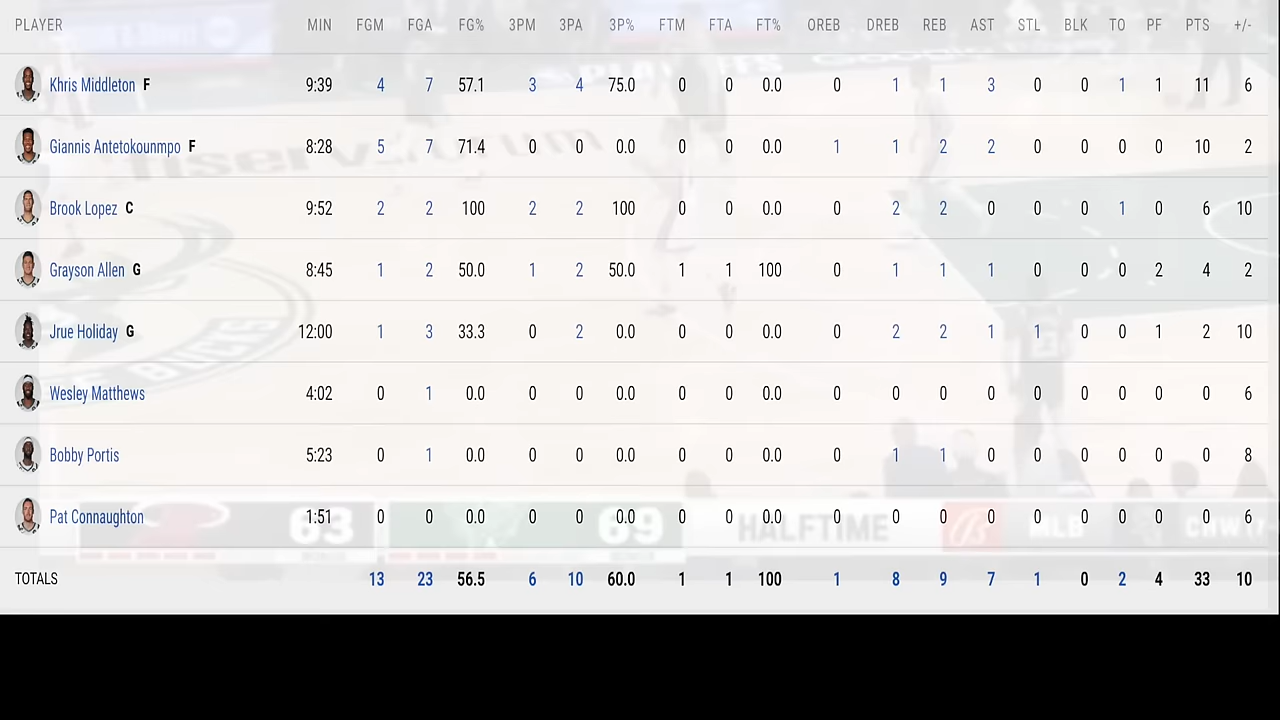 PLAYER MIN FGM FGA FG% 3PM 3PA 3P% FTM FTA FT% OREB DREB REB AST STL BLK TO PF PTS +/-
Khris Middleton F 9:39 4 7 57.1 3 4 75.0 0 0 0.0 0 1 1 3 0 0 1 1 11 6
Giannis Antetokounmpo F 8:28 5 7 71.4 0 0 0.0 0 0 0.0 1 1 2 2 0 0 0 0 10 2
Brook Lopez C 9:52 2 2 100 2 2 100 0 0 0.0 0 2 2 0 0 0 1 0 6 10
Grayson Allen G 8:45 1 2 50.0 1 2 50.0 1 1 100 0 1 1 1 0 0 0 2 4 2
Jrue Holiday G 12:00 1 3 33.3 0 2 0.0 0 0 0.0 0 2 2 1 1 0 0 1 2 10
BUCKS
Wesley Matthews 4:02 0 1 0.0 0 0 0.0 0 0 0.0 0 0 0 0 0 0 0 0 0 6
Bobby Portis 5:23 0 1 0.0 0 0 0.0 0 0 0.0 0 1 1 0 0 0 0 0 0 8
Pat Connaughton 1:51 0 0 0.0 0 0 0.0 0 0 0.0 0 0 0 0 0 0 0 0 0 6
63 69 HALFTIME MLB
TOTALS 13 23 56.5 6 10 60.0 1 1 100 1 8 9 7 1 0 2 4 33 10